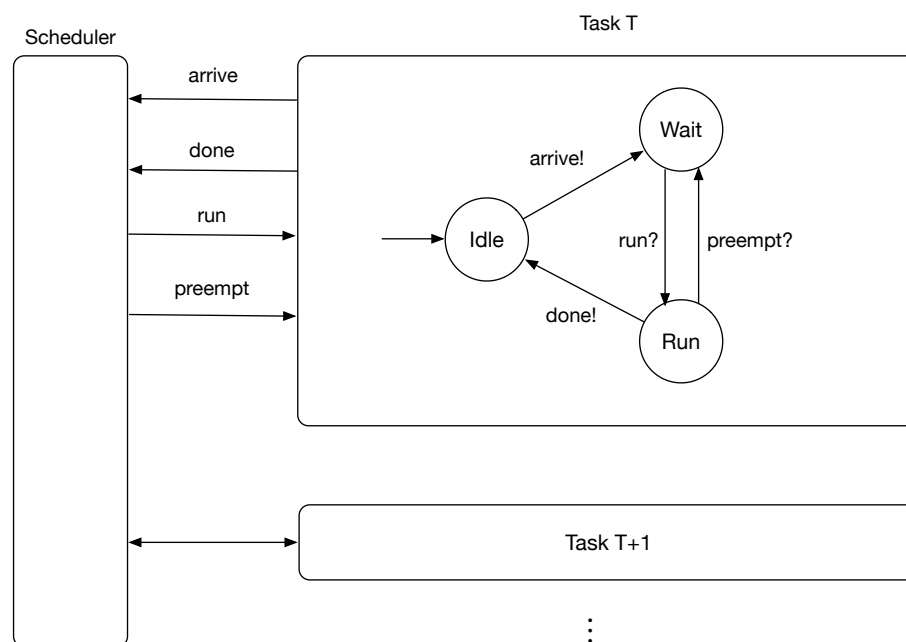 Task T
Scheduler
arrive
done
run
preempt
Wait
arrive!
Idle
run?
preempt?
done!
Run
Task T+1
⋮